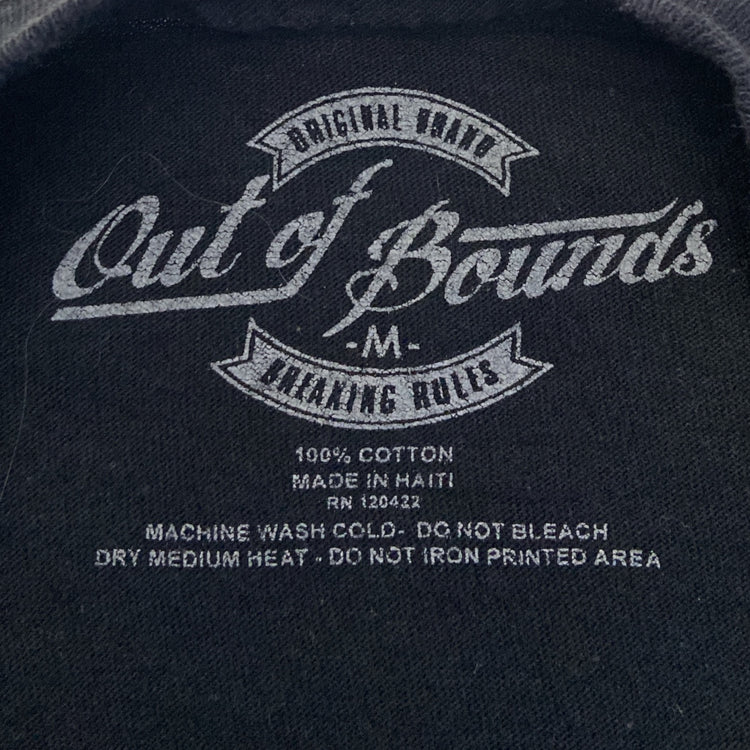 ORIGINAL BRAND
Out of Bounds
-M-
BREAKING RULES
100% COTTON
MADE IN HAITI
RN 120422
MACHINE WASH COLD- DO NOT BLEACH
DRY MEDIUM HEAT - DO NOT IRON PRINTED AREA